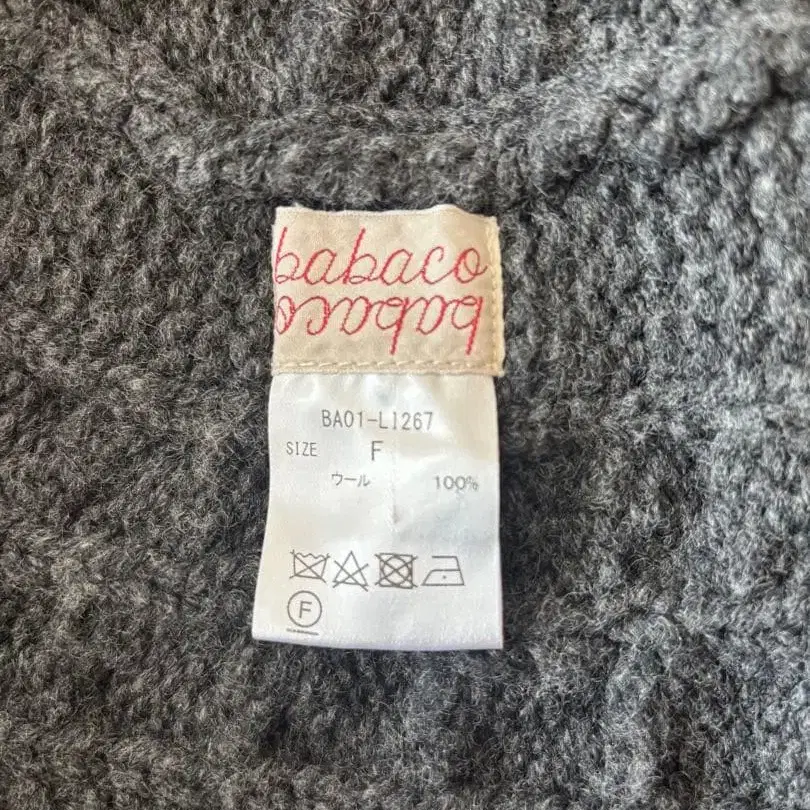 babaco
babaco
BA01-L1267
SIZE F
ウール 100%
F